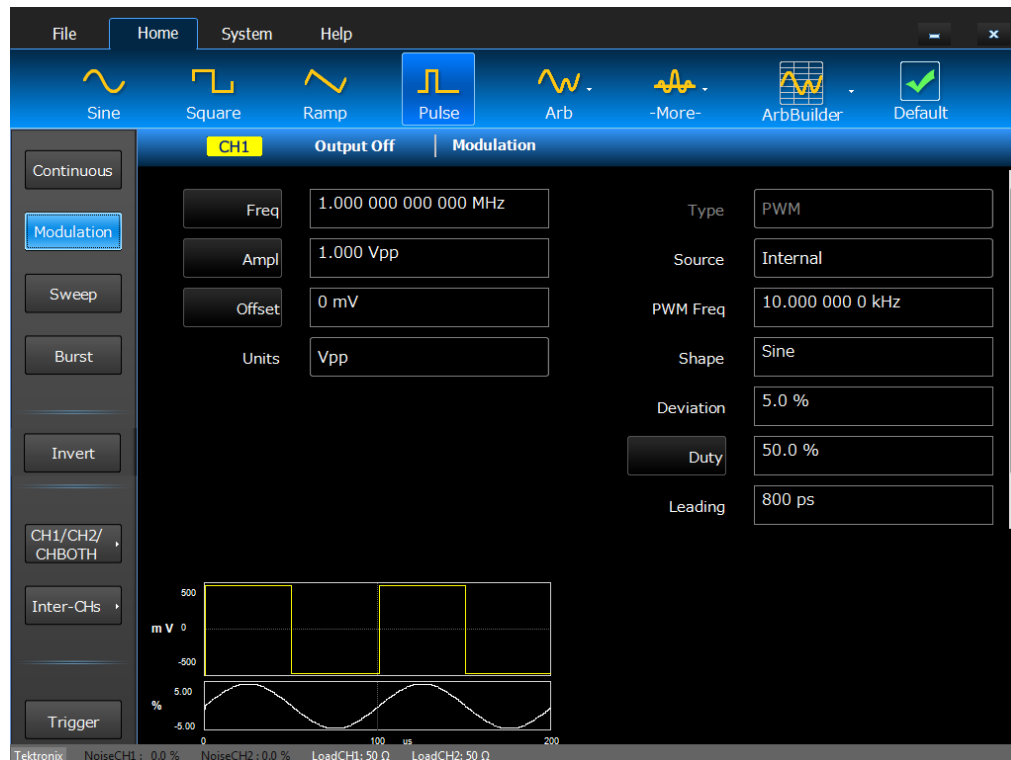 File Home System Help
Sine Square Ramp Pulse Arb -More- ArbBuilder Default
CH1 Output Off Modulation
Continuous
Modulation
Sweep
Burst
Invert
CH1/CH2/
CHBOTH
Inter-CHs
Trigger
Freq 1.000 000 000 000 MHz
Ampl 1.000 Vpp
Offset 0 mV
Units Vpp
Type PWM
Source Internal
PWM Freq 10.000 000 0 kHz
Shape Sine
Deviation 5.0 %
Duty 50.0 %
Leading 800 ps
500
m V 0
-500
5.00
%
-5.00
0 100 us 200
Tektronix NoiseCH1 : 0.0 % NoiseCH2 : 0.0 % LoadCH1: 50 Ω LoadCH2: 50 Ω